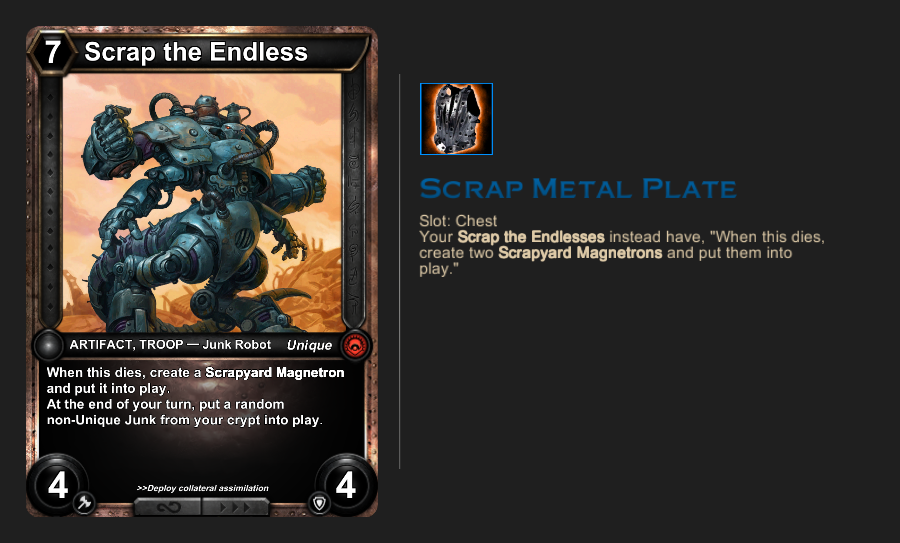 7 Scrap the Endless
ARTIFACT, TROOP — Junk Robot Unique
When this dies, create a Scrapyard Magnetron
and put it into play.
At the end of your turn, put a random
non-Unique Junk from your crypt into play.
4 >>Deploy collateral assimilation 4
SCRAP METAL PLATE
Slot: Chest
Your Scrap the Endlesses instead have, "When this dies,
create two Scrapyard Magnetrons and put them into
play."